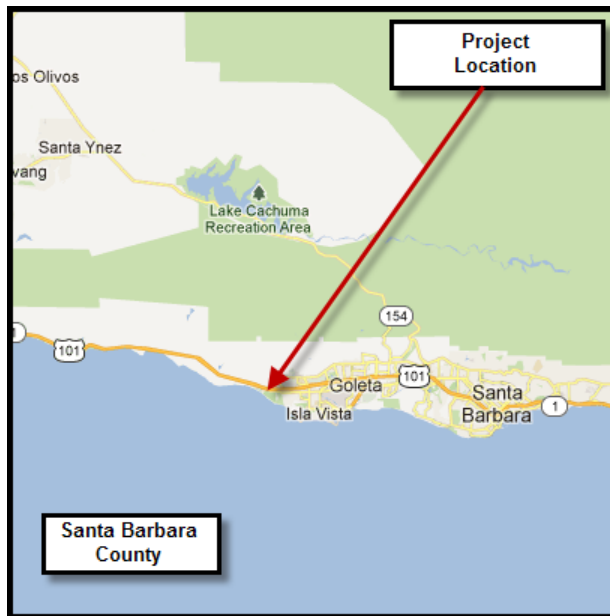 Project
Location
os Olivos
Santa Ynez
vang
Lake Cachuma
Recreation Area
154
1
101
101
Goleta
Santa
Barbara
Isla Vista
1
Santa Barbara
County